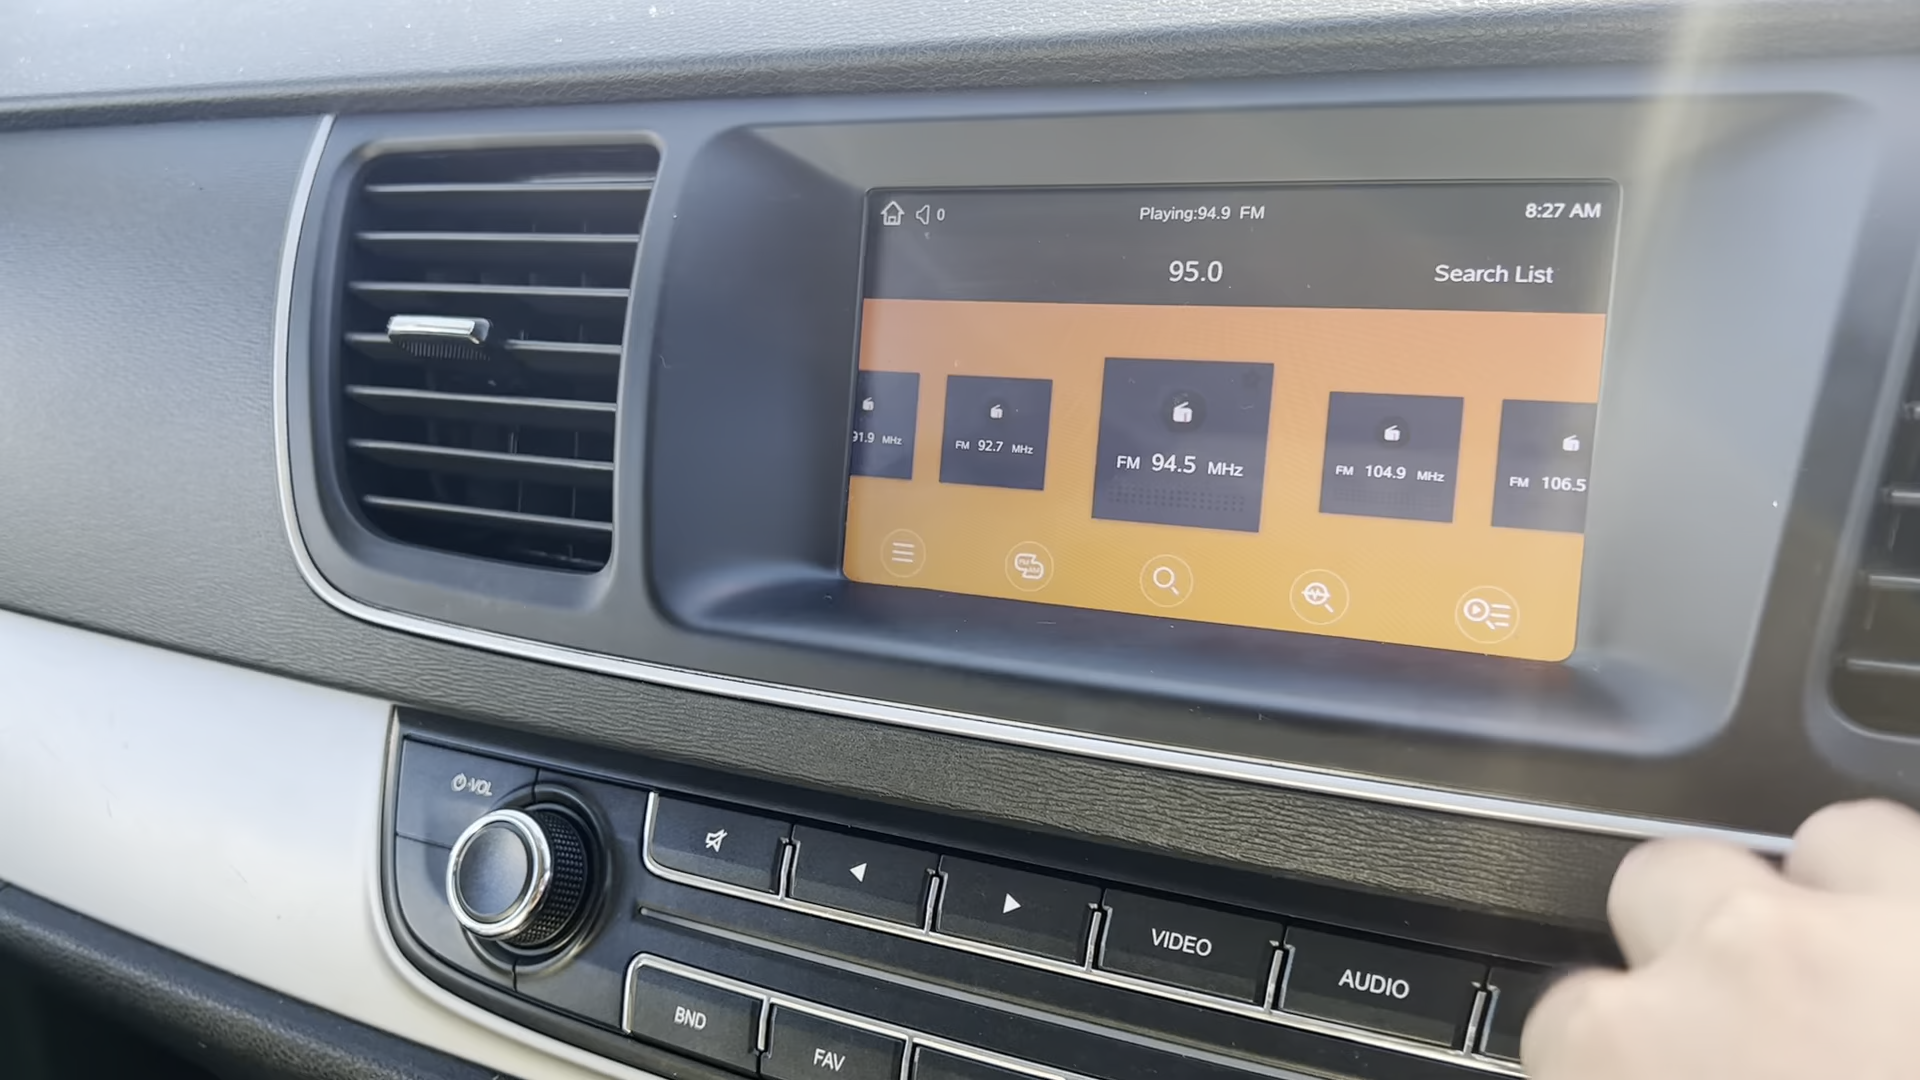 0
Playing:94.9 FM
8:27 AM
95.0
Search List
91.9 MHz
FM 92.7 MHz
FM 94.5 MHz
FM 104.9 MHz
FM 106.5
VOL
VIDEO
AUDIO
BND
FAV